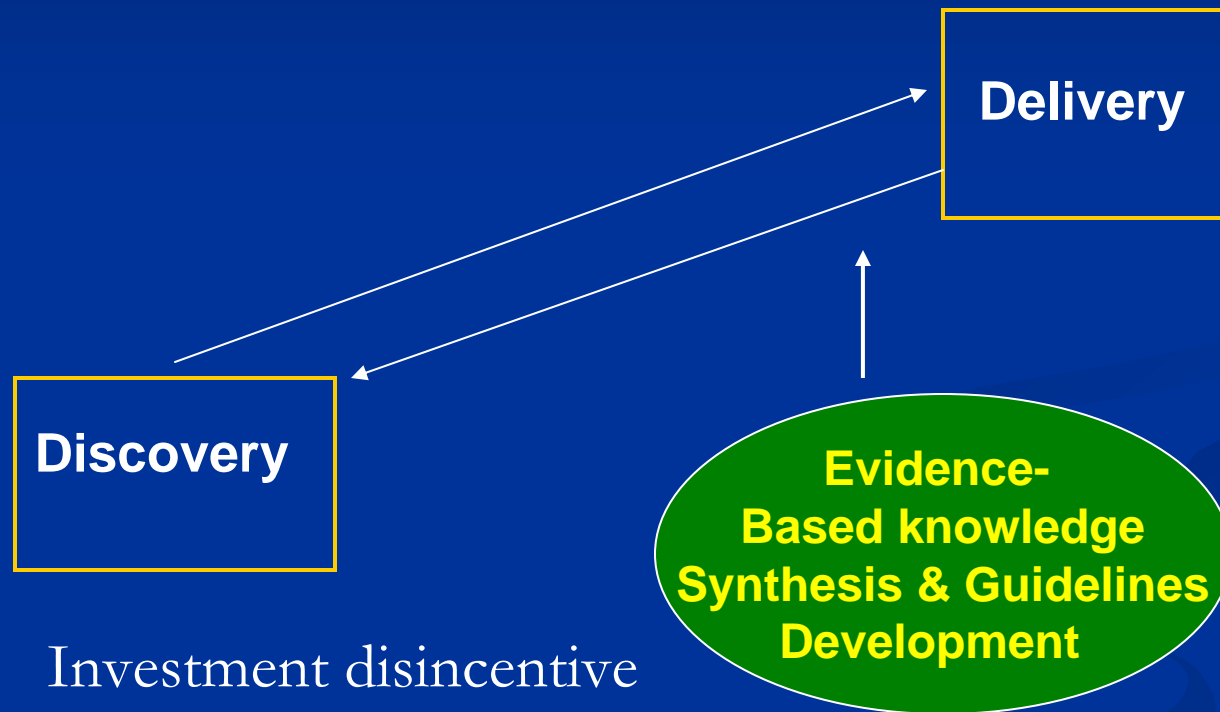 Delivery
Discovery
Evidence-
Based knowledge
Synthesis & Guidelines
Development
Investment disincentive